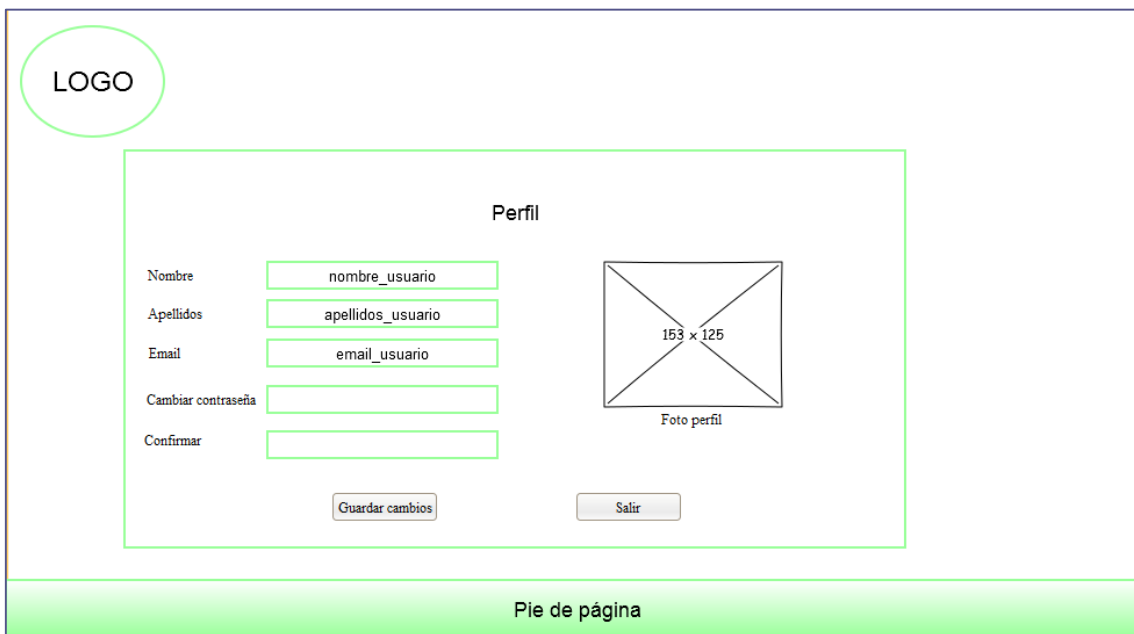 LOGO
Perfil
Nombre
nombre_usuario
Apellidos
apellidos_usuario
Email
email_usuario
Cambiar contraseña
Confirmar
153 x 125
Foto perfil
Guardar cambios
Salir
Pie de página